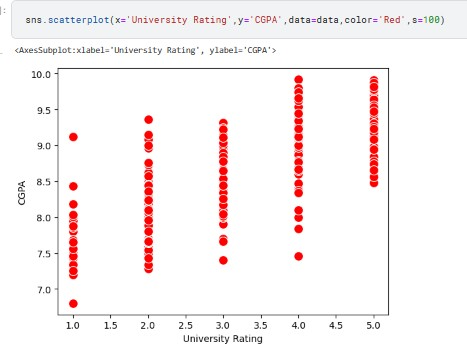 ]:
sns.scatterplot(x='University Rating',y='CGPA',data=data,color='Red',s=100)
<AxesSubplot:xlabel='University Rating', ylabel='CGPA'>
10.0
9.5
9.0
8.5
8.0
7.5
7.0
CGPA
1.0 1.5 2.0 2.5 3.0 3.5 4.0 4.5 5.0
University Rating